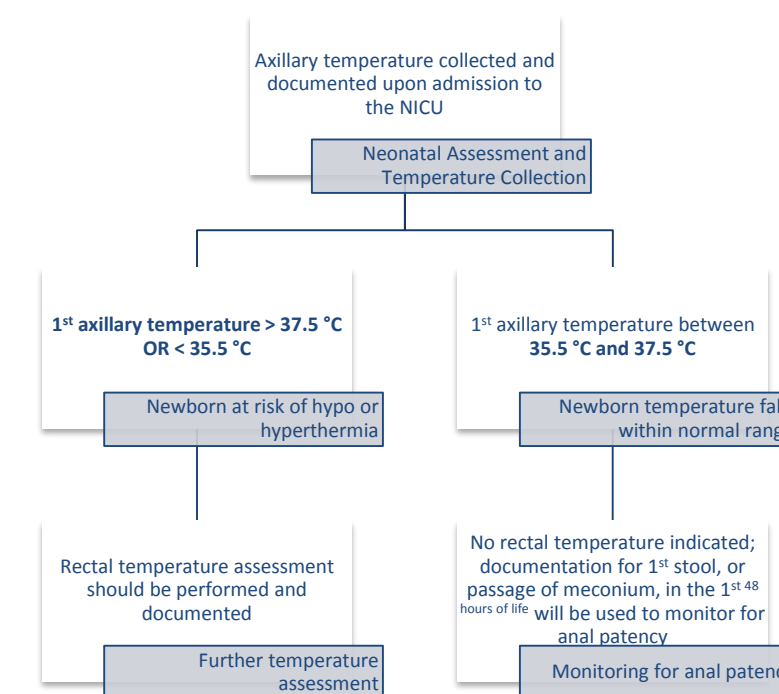 Axillary temperature collected and
documented upon admission to
the NICU
Neonatal Assessment and
Temperature Collection
1st axillary temperature > 37.5 °C
OR < 35.5 °C
Newborn at risk of hypo or
hyperthermia
1st axillary temperature between
35.5 °C and 37.5 °C
Newborn temperature
within normal
Rectal temperature assessment
should be performed and
documented
Further temperature
assessment
No rectal temperature indicated;
documentation for 1st stool, or
passage of meconium, in the 1st 48
hours of life will be used to monitor for
anal patency
Monitoring for anal